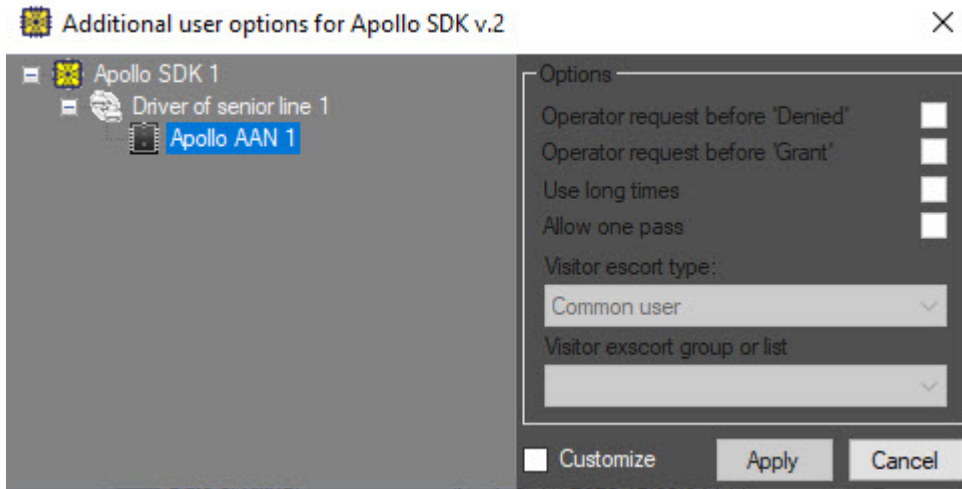 Additional user options for Apollo SDK v.2
Apollo SDK 1
Driver of senior line 1
Apollo AAN 1
Options
Operator request before 'Denied'
Operator request before 'Grant'
Use long times
Allow one pass
Visitor escort type:
Common user
Visitor exscort group or list
Customize
Apply
Cancel